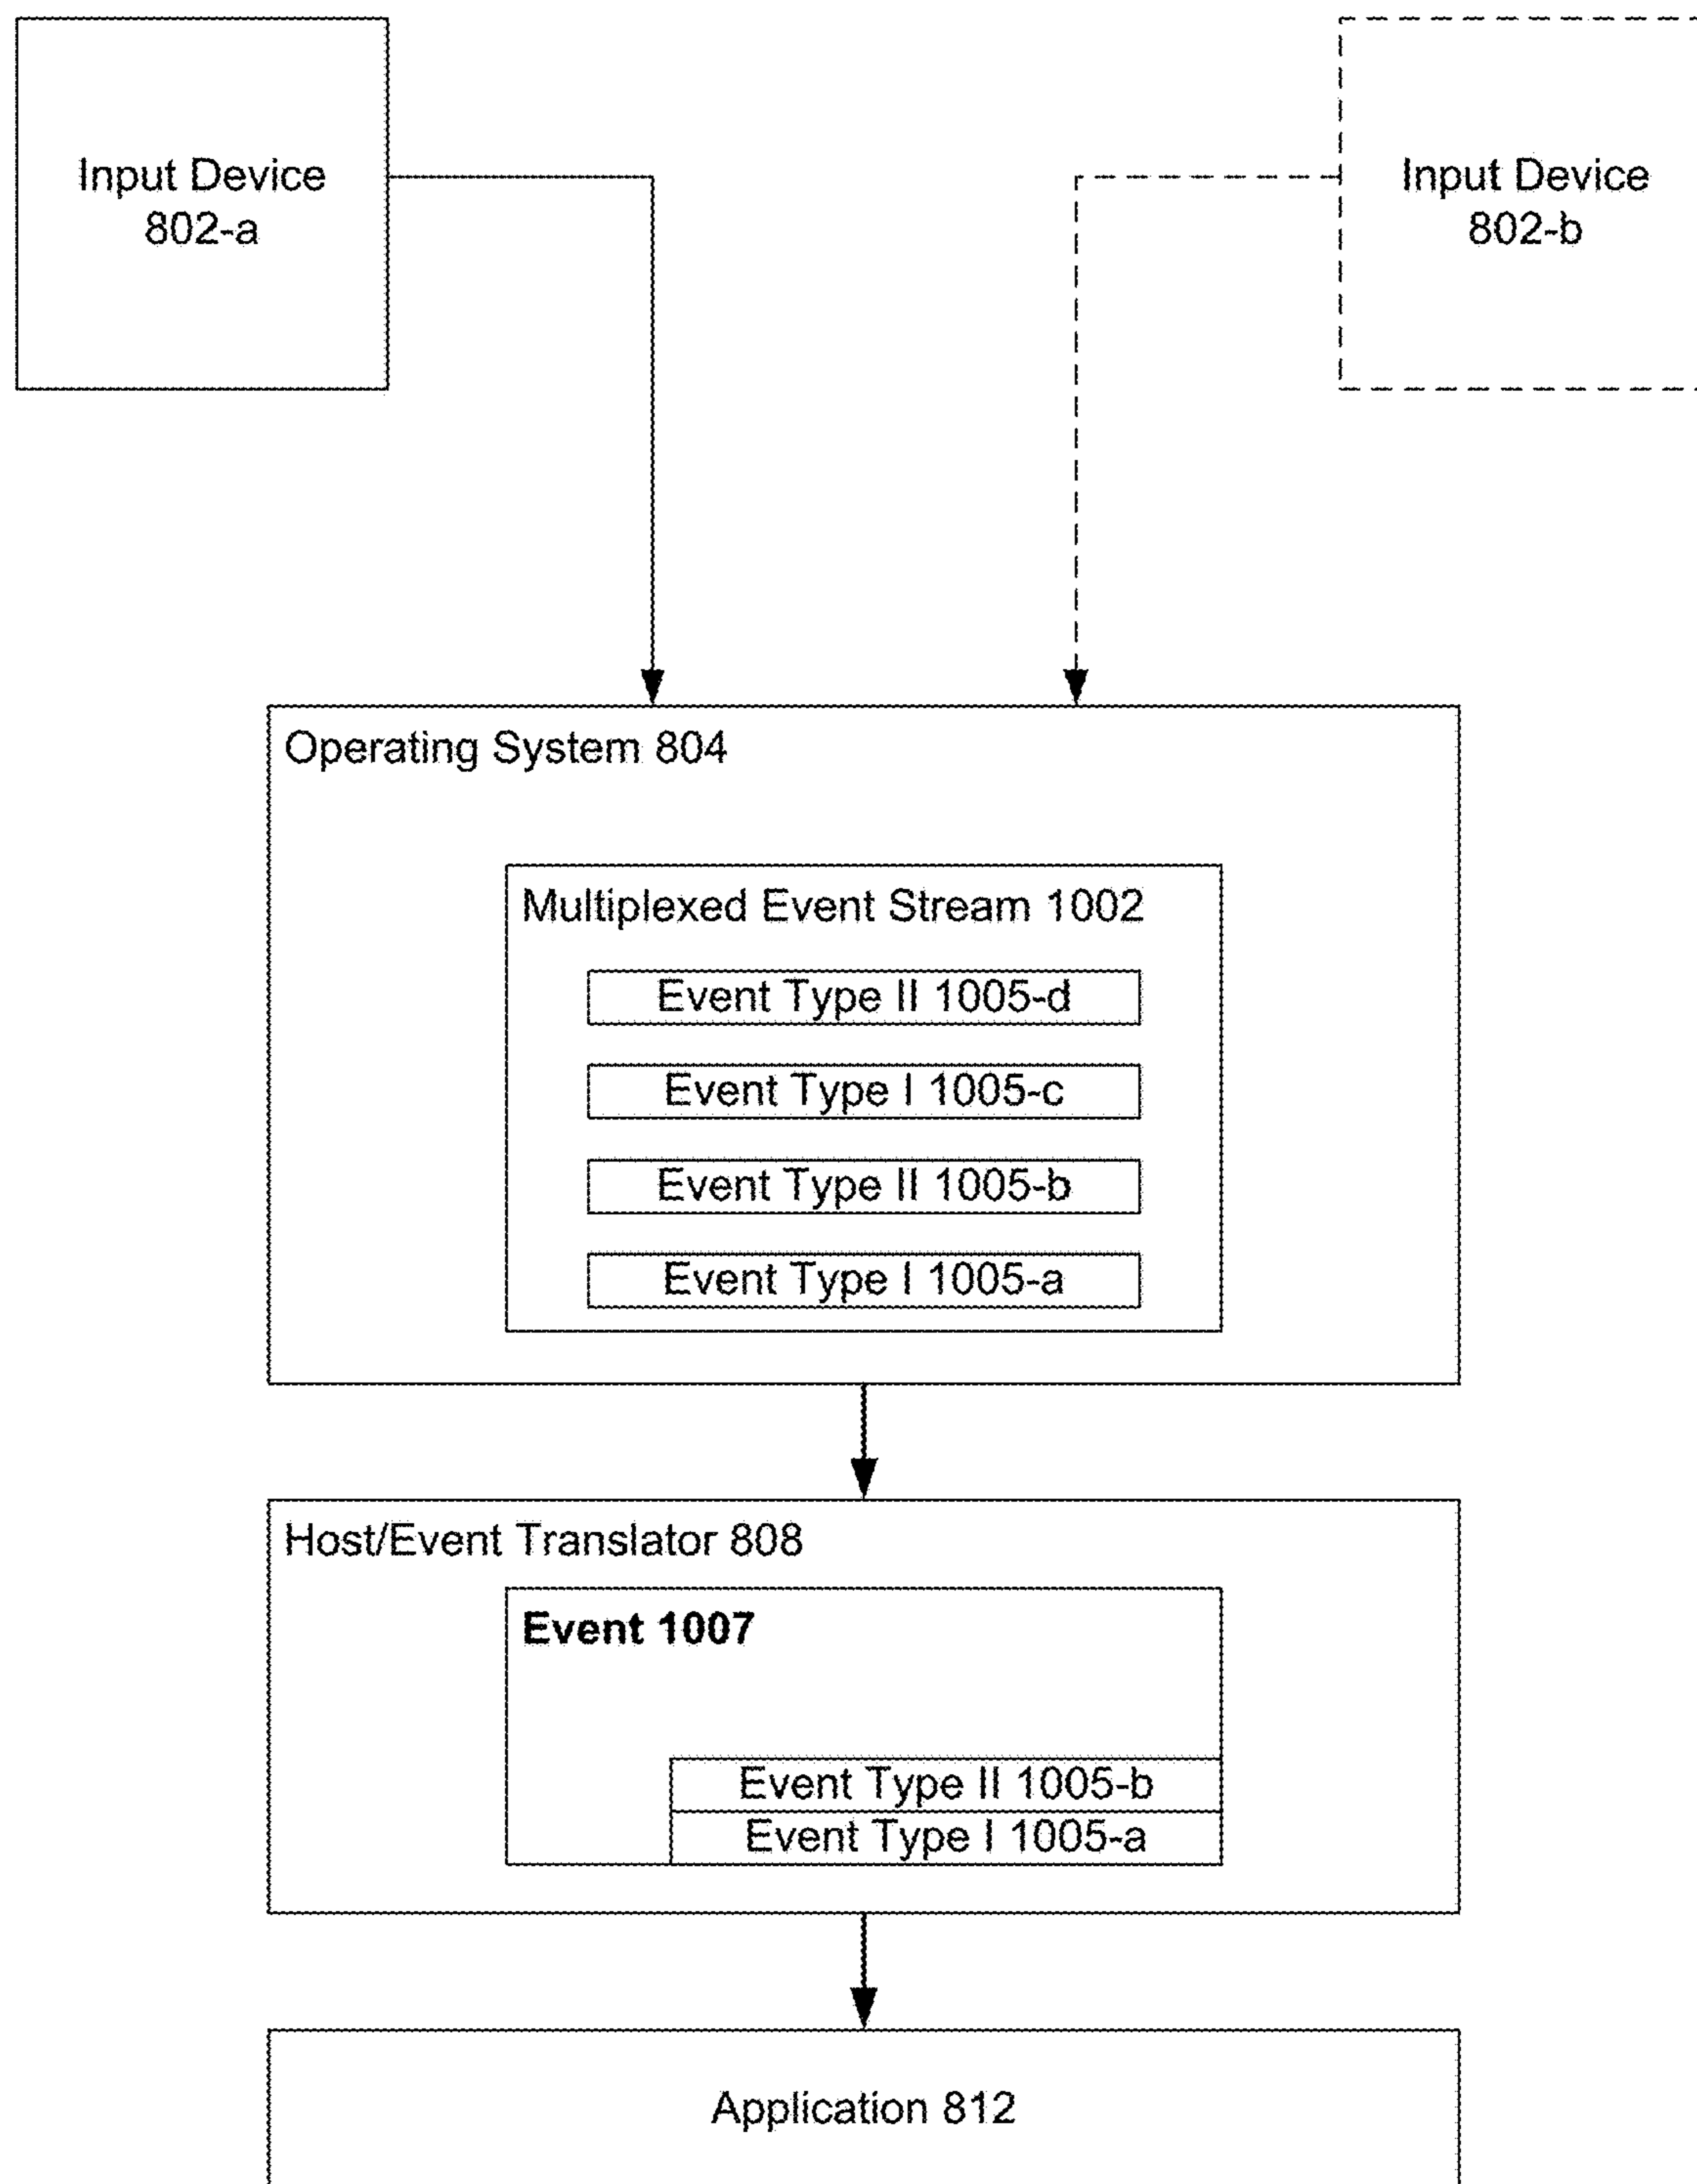 Input Device
802-a
Input Device
802-b
Operating System 804
Multiplexed Event Stream 1002
Event Type II 1005-d
Event Type I 1005-c
Event Type II 1005-b
Event Type I 1005-a
Host/Event Translator 808
Event 1007
Event Type II 1005-b
Event Type I 1005-a
Application 812